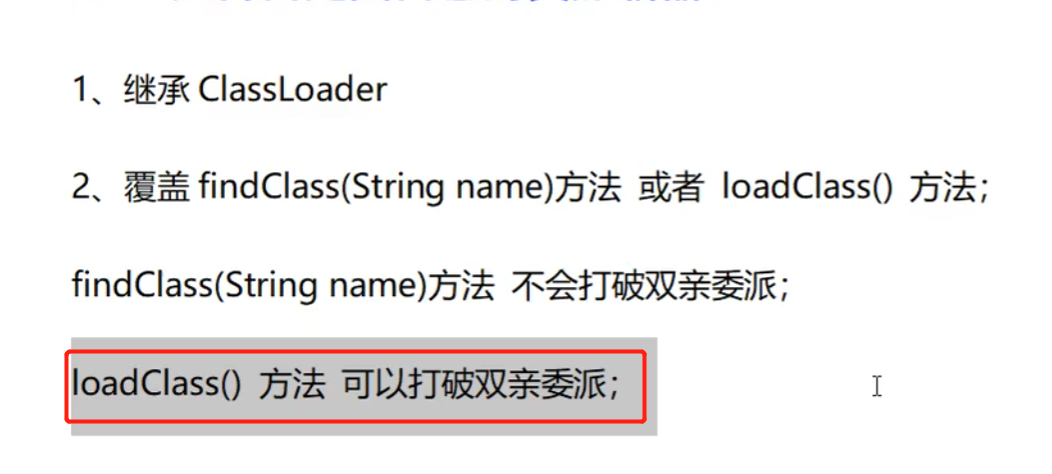 1、继承 ClassLoader
2、覆盖 findClass(String name)方法 或者 loadClass() 方法；
findClass(String name)方法 不会打破双亲委派；
loadClass() 方法 可以打破双亲委派；